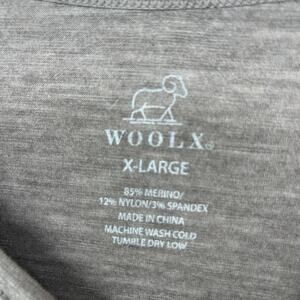 WOOLX
X-LARGE
85% MERINO/
12% NYLON/3% SPANDEX
MADE IN CHINA
MACHINE WASH COLD
TUMBLE DRY LOW